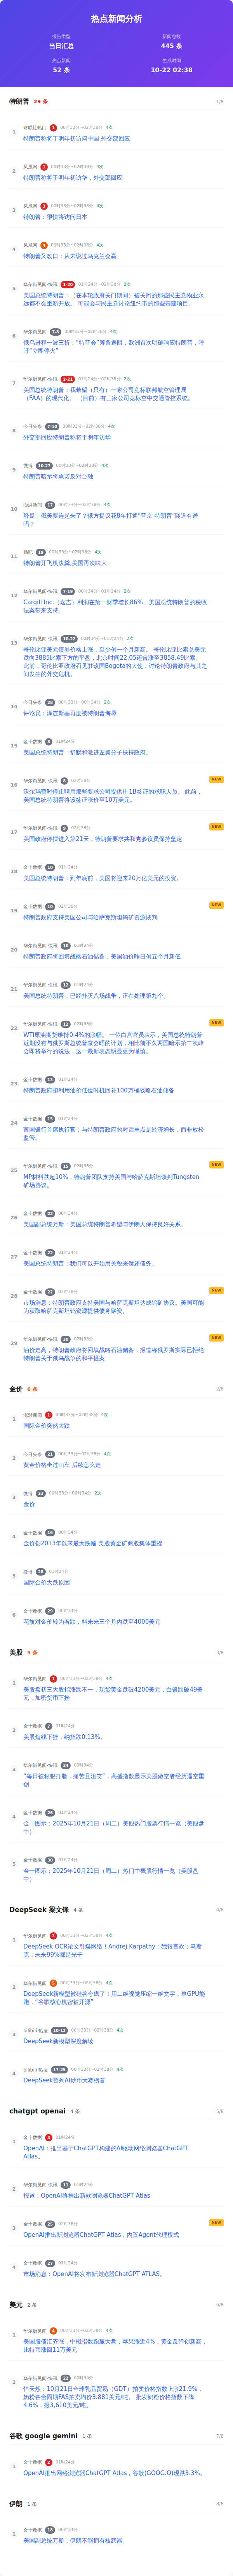 热点新闻分析
报告类型
当日汇总
新闻总数
445 条
热点新闻
52 条
生成时间
10-22 02:38
特朗普 29 条 1/8
1
财联社热门 1 00时33分~02时38分 4次
特朗普称将于明年初访问中国 外交部回应
2
凤凰网 1 00时33分~02时38分 4次
特朗普称将于明年初访华，外交部回应
3
凤凰网 3 00时33分~02时38分 4次
特朗普：很快将访问日本
4
凤凰网 4 00时33分~02时38分 4次
特朗普又改口：从未说过乌克兰会赢
5
华尔街见闻-快讯 1-20 01时24分~02时38分 2次
美国总统特朗普：（在本轮政府关门期间）被关闭的那些民主党物业永
远都不会重新开放。 可能会与民主党讨论纽约市的那些基建项目。
6
华尔街见闻 7-8 00时33分~02时38分 4次
俄乌进程一波三折：“特普会”筹备遇阻，欧洲首次明确响应特朗普，呼
吁“立即停火”
7
华尔街见闻-快讯 2-21 01时24分~02时38分 2次
美国总统特朗普：我希望（只有）一家公司竞标联邦航空管理局
（FAA）的现代化。 （目前）有三家公司竞标空中交通管控系统。
8
今日头条 7-10 00时33分~02时38分 4次
外交部回应特朗普称将于明年访华
9
微博 10-27 00时33分~02时38分 4次
特朗普暗示将承诺反对台独
10
澎湃新闻 17 00时33分~02时38分 4次
释疑｜俄美要连起来了？俄方提议花8年打通“普京-特朗普”隧道有谱
吗？
11
贴吧 19 00时33分~02时38分 4次
特朗普开飞机泼粪,美国再次味大
12
华尔街见闻-快讯 7-19 00时34分~01时24分 2次
Cargill Inc.（嘉吉）利润在第一财季增长86%，美国总统特朗普的税收
法案带来支持。
13
华尔街见闻-快讯 10-22 00时34分~01时24分 2次
哥伦比亚美元债券价格上涨，至少创一个月新高。 哥伦比亚比索兑美元
跌向3885比索下方的平盘，北京时间22:05还曾涨至3858.49比索。
此前，哥伦比亚政府召见驻该国Bogota的大使，讨论特朗普政府与其之
间发生的外交危机。
14
今日头条 28 00时33分~00时34分 2次
评论员：泽连斯基再度被特朗普侮辱
15
金十数据 8 01时24分
美国总统特朗普：舒默和激进左翼分子挟持政府。
16
华尔街见闻-快讯 8 02时38分 NEW
沃尔玛暂时停止聘用那些要求公司提供H-1B签证的求职人员。 此前，
美国总统特朗普将该签证涨价至10万美元。
17
华尔街见闻-快讯 9 02时38分 NEW
美国政府停摆进入第21天，特朗普要求共和党参议员保持坚定
18
金十数据 10 01时24分
美国总统特朗普：到年底前，美国将迎来20万亿美元的投资。
19
金十数据 10 02时38分 NEW
特朗普政府支持美国公司与哈萨克斯坦钨矿资源谈判
20
华尔街见闻-快讯 10 01时24分
特朗普政府将回填战略石油储备，美国油价昨日创五个月新低
21
华尔街见闻-快讯 12 01时24分
美国总统特朗普：已经扑灭八场战争，正在处理第九个。
22
华尔街见闻-快讯 12 02时38分 NEW
WTI原油期货维持0.4%的涨幅。 一位白宫官员表示，美国总统特朗普
近期没有与俄罗斯总统普京会晤的计划，相比前不久两国暗示第二次峰
会即将举行的说法，这一最新表态明显更为谨慎。
23
金十数据 13 01时24分
特朗普政府拟利用油价低位时机回补100万桶战略石油储备
24
金十数据 15 01时24分
富国银行首席执行官：与特朗普政府的对话重点是经济增长，而非放松
监管。
25
华尔街见闻-快讯 15 02时38分 NEW
MP材料跌超10%，特朗普团队支持美国与哈萨克斯坦谈判Tungsten
矿场协议。
26
金十数据 22 00时34分
美国副总统万斯：美国总统特朗普希望与伊朗人保持良好关系。
27
金十数据 22 01时24分
美国总统特朗普：我们可以开始用关税来偿还债务。
28
金十数据 22 02时38分 NEW
市场消息：特朗普政府支持美国与哈萨克斯坦达成钨矿协议。美国可能
为获取哈萨克斯坦钨资源提供债务融资。
29
华尔街见闻-快讯 30 02时38分 NEW
油价走高，特朗普政府将回填战略石油储备，报道称俄罗斯实际已拒绝
特朗普关于俄乌战争的和平提案
金价 6 条 2/8
1
澎湃新闻 1 00时33分~02时38分 4次
国际金价突然大跌
2
今日头条 21 00时33分~02时38分 4次
黄金价格坐过山车 后续怎么走
3
微博 23 00时33分~00时34分 2次
金价
4
金十数据 16 00时34分
金价创2013年以来最大跌幅 美股黄金矿商股集体重挫
5
微博 26 01时24分
国际金价大跌原因
6
金十数据 28 00时34分
花旗对金价转为看跌，料未来三个月内跌至4000美元
美股 5 条 3/8
1
华尔街见闻 1 00时33分~02时38分 4次
美股盘初三大股指涨跌不一，现货黄金跌破4200美元，白银跌破49美
元，加密货币下挫
2
金十数据 7 01时24分
美股短线下挫，纳指跌0.13%。
3
华尔街见闻-快讯 24 00时34分
“每日被狠狠打脸，痛苦且沮丧”，高盛指数显示美股做空者经历逼空重
创
4
金十数据 26 01时24分
金十图示：2025年10月21日（周二）美股热门股票行情一览（美股盘
中）
5
金十数据 30 01时24分
金十图示：2025年10月21日（周二）热门中概股行情一览（美股盘
中）
DeepSeek 梁文锋 4 条 4/8
1
华尔街见闻 2 00时33分~02时38分 4次
DeepSeek OCR论文引爆网络！Andrej Karpathy：我很喜欢；马斯
克：未来99%都是光子
2
华尔街见闻 5 00时33分~02时38分 4次
DeepSeek新模型被硅谷夸疯了！用二维视觉压缩一维文字，单GPU能
跑，“谷歌核心机密被开源”
3
bilibili 热搜 10-12 00时33分~02时38分 4次
DeepSeek新模型深度解读
4
bilibili 热搜 17-25 00时33分~02时38分 4次
DeepSeek暂列AI炒币大赛榜首
chatgpt openai 4 条 5/8
1
金十数据 3 01时24分
OpenAI：推出基于ChatGPT构建的AI驱动网络浏览器ChatGPT
Atlas。
2
华尔街见闻-快讯 11 01时24分
报道：OpenAI将推出新款浏览器ChatGPT Atlas
3
金十数据 25 02时38分 NEW
OpenAI推出新浏览器ChatGPT Atlas，内置Agent代理模式
4
金十数据 27 01时24分
市场消息：OpenAI将发布新浏览器ChatGPT ATLAS。
美元 2 条 6/8
1
华尔街见闻 4 00时33分~02时38分 4次
美国股债汇齐涨，中概指数跑赢大盘，苹果涨近4%，黄金反弹创新高，
比特币涨回11万美元
2
华尔街见闻-快讯 22 00时34分
恒天然：10月21日全球乳品贸易（GDT）拍卖价格指数上涨21.9%，
奶粉各合同期FAS拍卖均价3.881美元/吨。 批发奶粉价格指数下降
4.6%，报3,610美元/吨。
谷歌 google gemini 1 条 7/8
1
金十数据 2 01时24分
OpenAI推出网络浏览器ChatGPT Atlas，谷歌(GOOG.O)现跌3.3%。
伊朗 1 条 8/8
1
金十数据 18 00时34分
美国副总统万斯：伊朗不能拥有核武器。